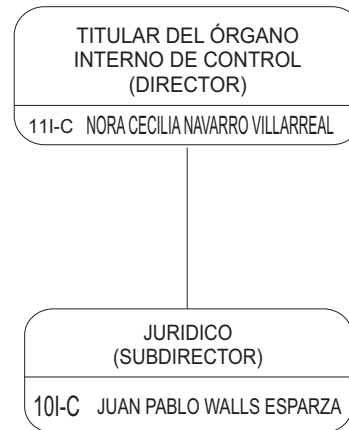 TITULAR DEL ÓRGANO
INTERNO DE CONTROL
(DIRECTOR)
11I-C NORA CECILIA NAVARRO VILLARREAL
JURIDICO
(SUBDIRECTOR)
10I-C JUAN PABLO WALLS ESPARZA